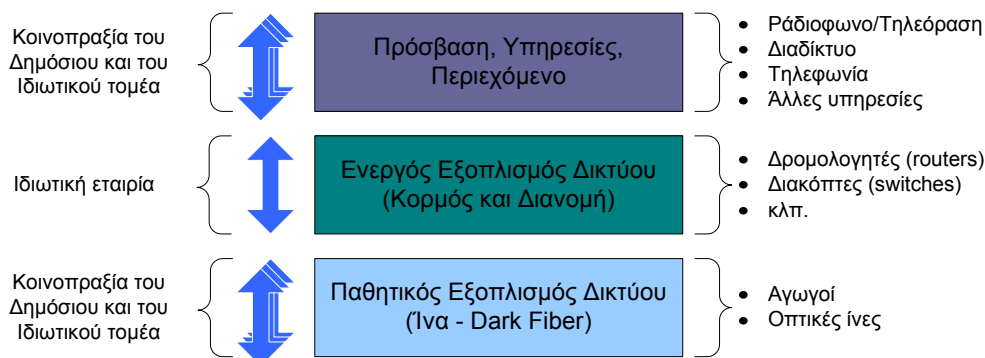 Κοινοπραξία του
Δημόσιου και του
Ιδιωτικού τομέα
Πρόσβαση, Υπηρεσίες,
Περιεχόμενο
• Ράδιοφωνο/Τηλεόραση
• Διαδίκτυο
• Τηλεφωνία
• Άλλες υπηρεσίες
Ιδιωτική εταιρία
Ενεργός Εξοπλισμός Δικτύου
(Κορμός και Διανομή)
• Δρομολογητές (routers)
• Διακόπτες (switches)
• κλπ.
Κοινοπραξία του
Δημόσιου και του
Ιδιωτικού τομέα
Παθητικός Εξοπλισμός Δικτύου
(Ίνα - Dark Fiber)
• Αγωγοί
• Οπτικές ίνες